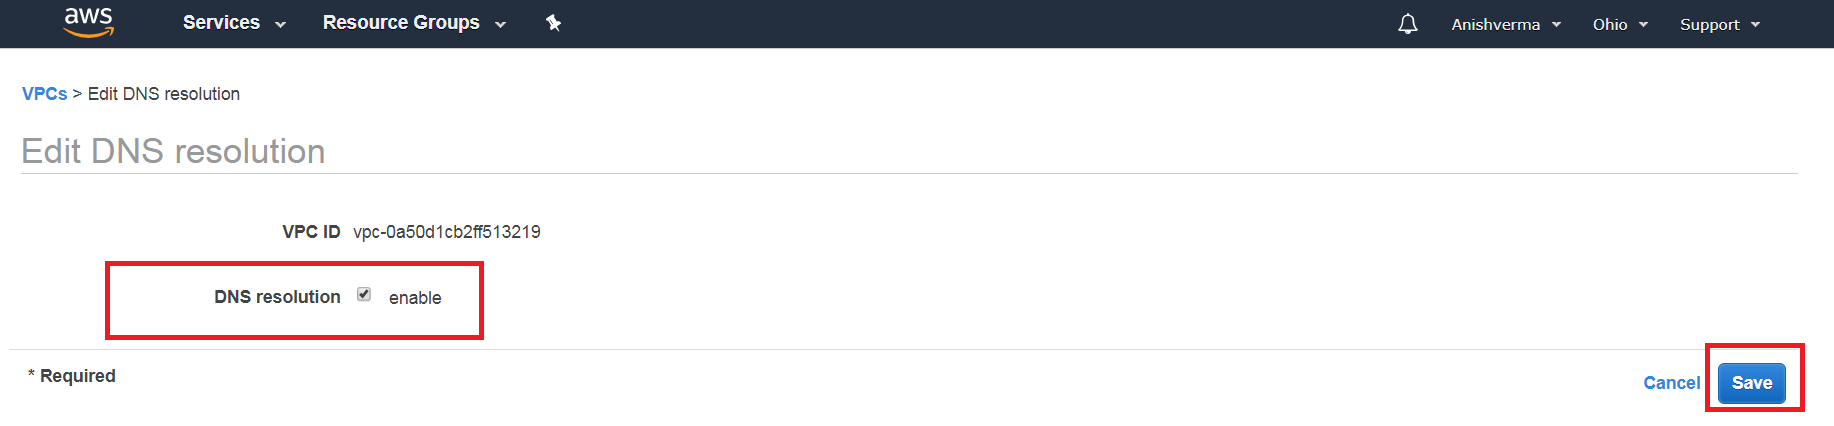 aws Services Resource Groups Anishverma Ohio Support
VPCs > Edit DNS resolution
Edit DNS resolution
VPC ID vpc-0a50d1cb2ff513219
DNS resolution enable
* Required
Cancel Save